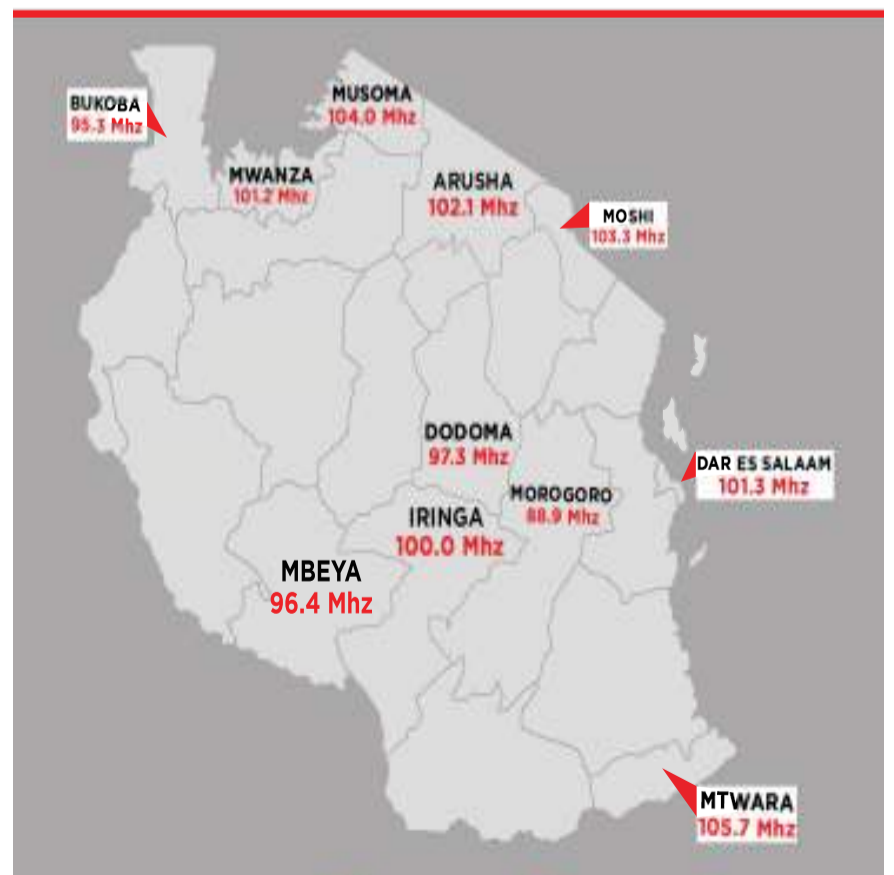 MUSOMA
104.0 Mhz
BUKOBA
95.3 Mhz
MWANZA
101.2 Mhz
ARUSHA
102.1 Mhz
MOSHI
103.3 Mhz
DODOMA
97.3 Mhz
DAR ES SALAAM
101.3 Mhz
MOROGORO
88.9 Mhz
IRINGA
100.0 Mhz
MBEYA
96.4 Mhz
MTWARA
105.7 Mhz